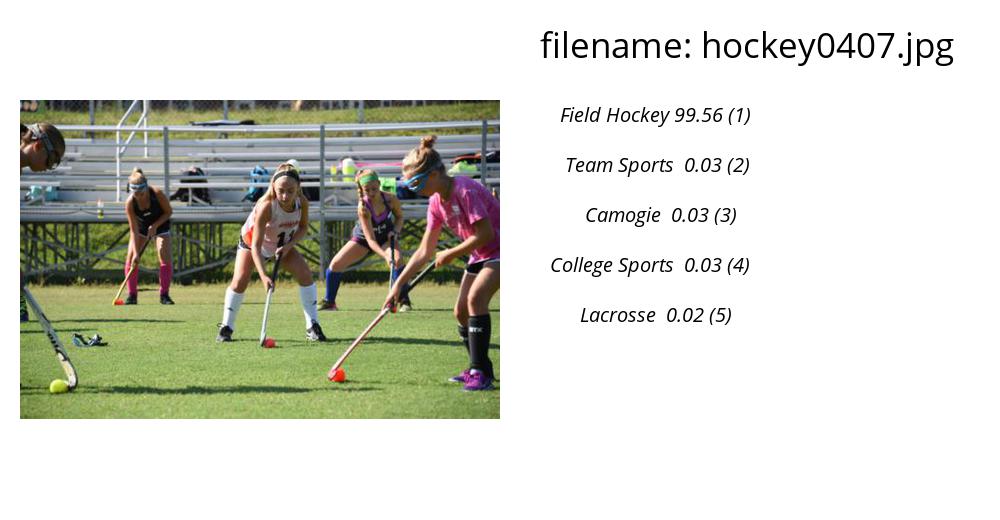 filename: hockey0407.jpg
Field Hockey 99.56 (1)
Team Sports 0.03 (2)
Camogie 0.03 (3)
College Sports 0.03 (4)
Lacrosse 0.02 (5)